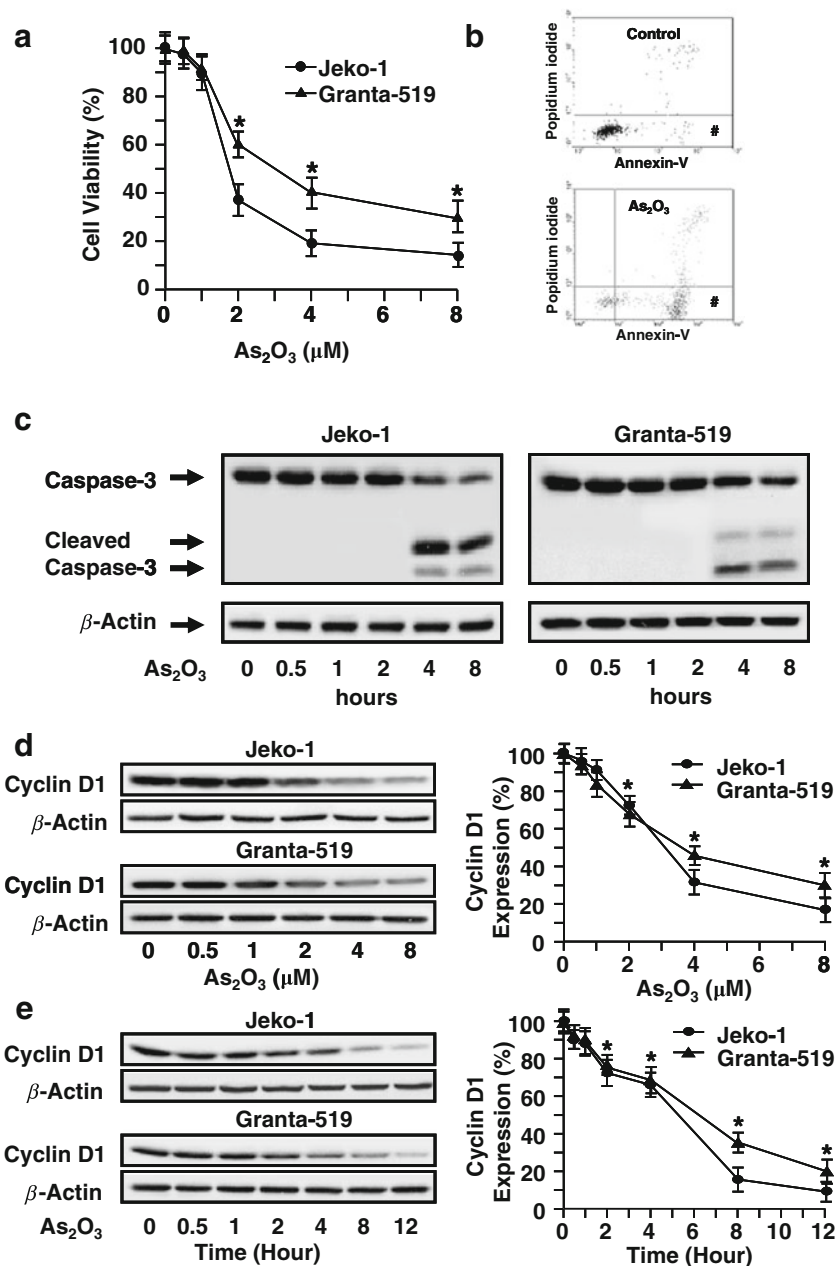 a
100
80
60
40
20
0
Cell Viability (%)
Jeko-1
Granta-519
*
*
*
0 2 4 6 8
As2O3 (μM)
b
Popidium iodide
Control
#
Annexin-V
Popidium iodide
As2O3
#
Annexin-V
c
Jeko-1 Granta-519
Caspase-3
Cleaved
Caspase-3
β-Actin
As2O3 0 0.5 1 2 4 8 0 0.5 1 2 4 8
hours hours
d
Jeko-1
Cyclin D1
β-Actin
Granta-519
Cyclin D1
β-Actin
0 0.5 1 2 4 8
As2O3 (μM)
100
80
60
40
20
0
Cyclin D1
Expression (%)
Jeko-1
Granta-519
*
*
*
0 2 4 6 8
As2O3 (μM)
e
Jeko-1
Cyclin D1
β-Actin
Granta-519
Cyclin D1
β-Actin
As2O3 0 0.5 1 2 4 8 12
Time (Hour)
100
80
60
40
20
0
Cyclin D1
Expression (%)
Jeko-1
Granta-519
*
*
*
*
0 2 4 6 8 10 12
Time (Hour)